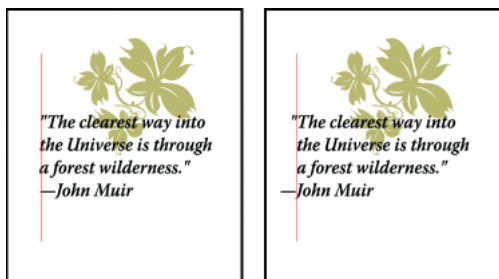 "The clearest way into
the Universe is through
a forest wilderness."
—John Muir
"The clearest way into
the Universe is through
a forest wilderness."
—John Muir